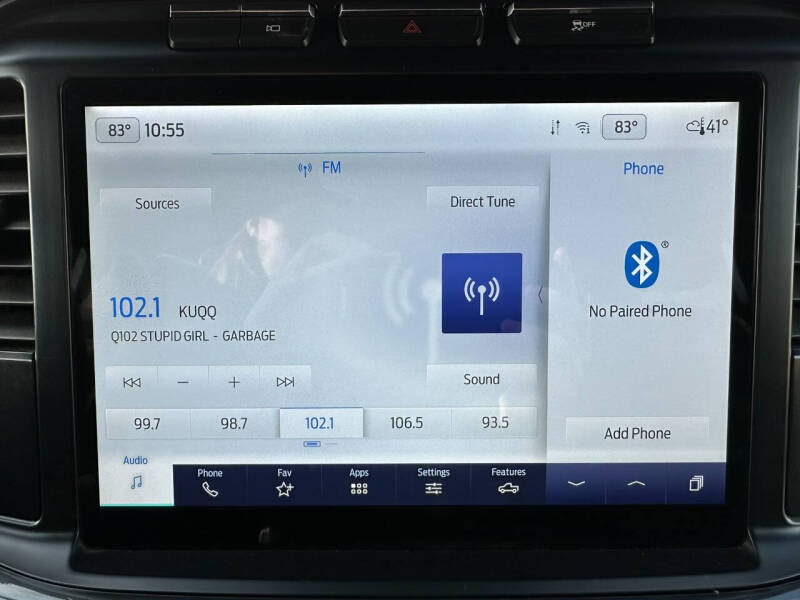 OFF
83° 10:55 83° 41°
FM
Phone
Sources
Direct Tune
102.1 KUQQ
Q102 STUPID GIRL - GARBAGE
No Paired Phone
Sound
99.7 98.7 102.1 106.5 93.5
Add Phone
Audio Phone Fav Apps Settings Features